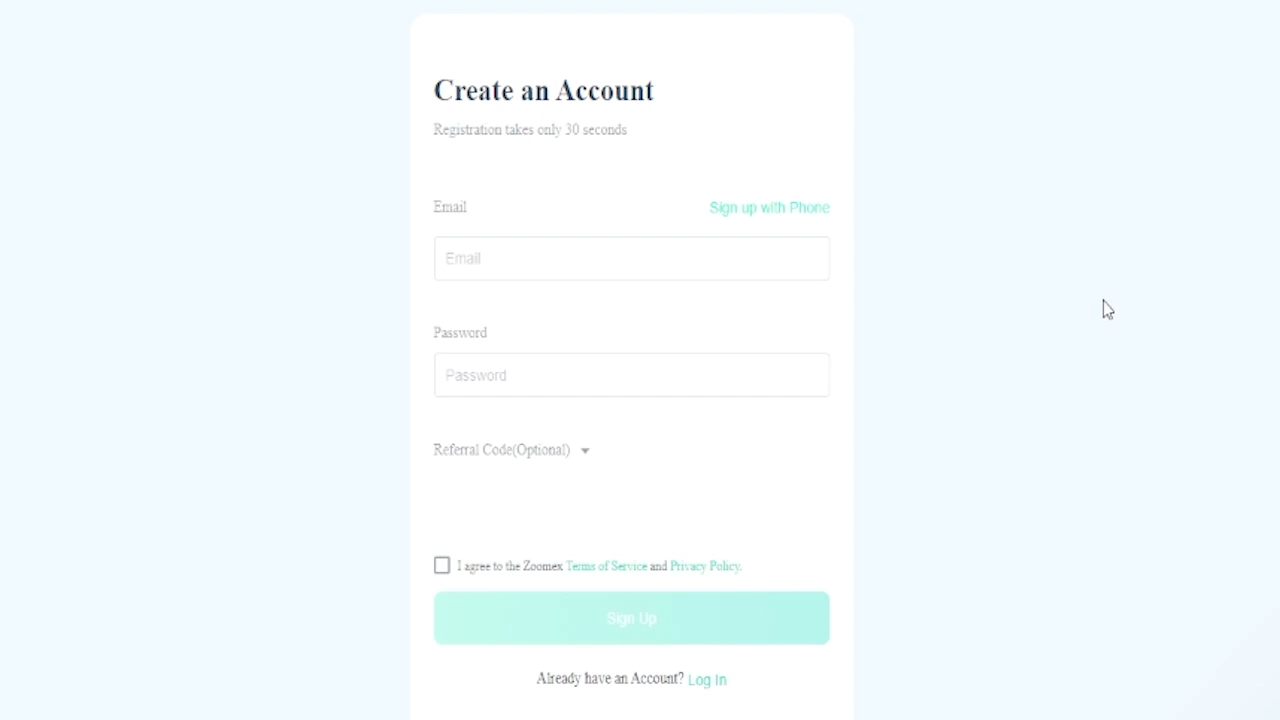 Create an Account
Registration takes only 30 seconds
Email
Sign up with Phone
Email
Password
Password
Referral Code(Optional)
I agree to the Zoomex Terms of Service and Privacy Policy.
Sign Up
Already have an Account? Log In